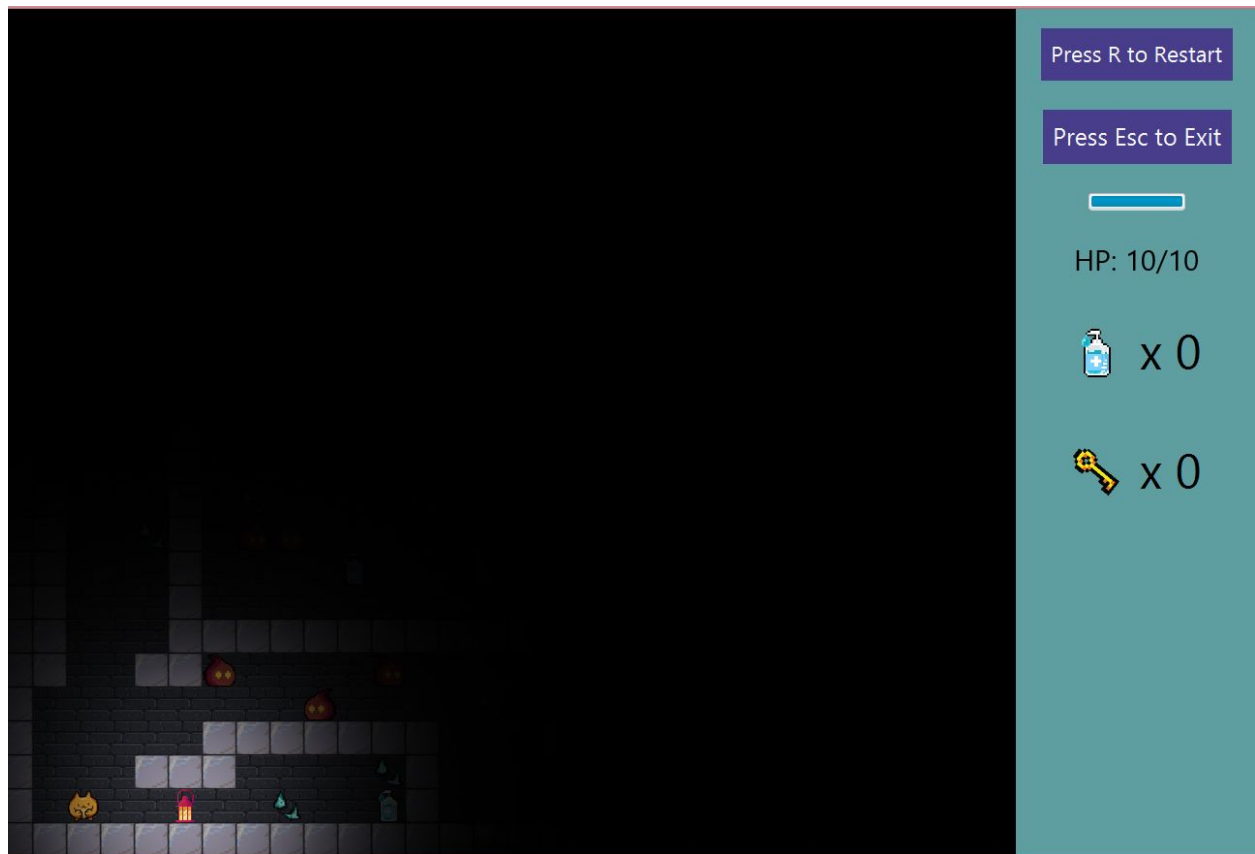 Press R to Restart
Press Esc to Exit
HP: 10/10
x 0
x 0